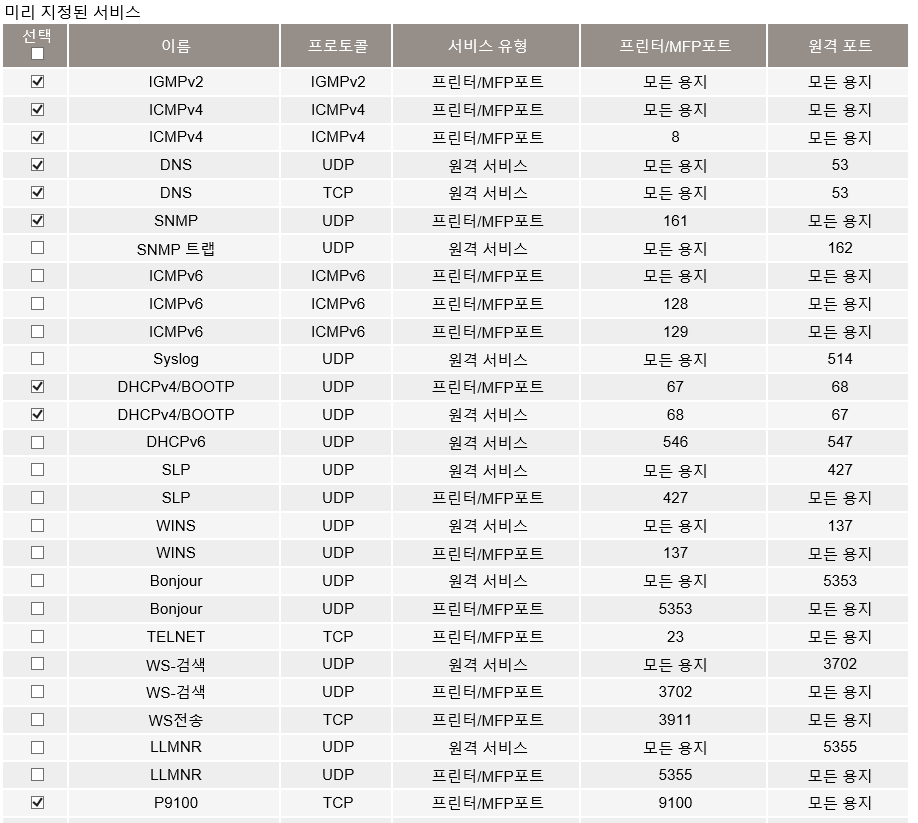 미리 지정된 서비스
선택 이름 프로토콜 서비스 유형 프린터/MFP포트 원격 포트
IGMPv2 IGMPv2 프린터/MFP포트 모든 용지 모든 용지
ICMPv4 ICMPv4 프린터/MFP포트 모든 용지 모든 용지
ICMPv4 ICMPv4 프린터/MFP포트 8 모든 용지
DNS UDP 원격 서비스 모든 용지 53
DNS TCP 원격 서비스 모든 용지 53
SNMP UDP 프린터/MFP포트 161 모든 용지
SNMP 트랩 UDP 원격 서비스 모든 용지 162
ICMPv6 ICMPv6 프린터/MFP포트 모든 용지 모든 용지
ICMPv6 ICMPv6 프린터/MFP포트 128 모든 용지
ICMPv6 ICMPv6 프린터/MFP포트 129 모든 용지
Syslog UDP 원격 서비스 모든 용지 514
DHCPv4/BOOTP UDP 프린터/MFP포트 67 68
DHCPv4/BOOTP UDP 원격 서비스 68 67
DHCPv6 UDP 원격 서비스 546 547
SLP UDP 원격 서비스 모든 용지 427
SLP UDP 프린터/MFP포트 427 모든 용지
WINS UDP 원격 서비스 모든 용지 137
WINS UDP 프린터/MFP포트 137 모든 용지
Bonjour UDP 원격 서비스 모든 용지 5353
Bonjour UDP 프린터/MFP포트 5353 모든 용지
TELNET TCP 프린터/MFP포트 23 모든 용지
WS-검색 UDP 원격 서비스 모든 용지 3702
WS-검색 UDP 프린터/MFP포트 3702 모든 용지
WS전송 TCP 프린터/MFP포트 3911 모든 용지
LLMNR UDP 원격 서비스 모든 용지 5355
LLMNR UDP 프린터/MFP포트 5355 모든 용지
P9100 TCP 프린터/MFP포트 9100 모든 용지